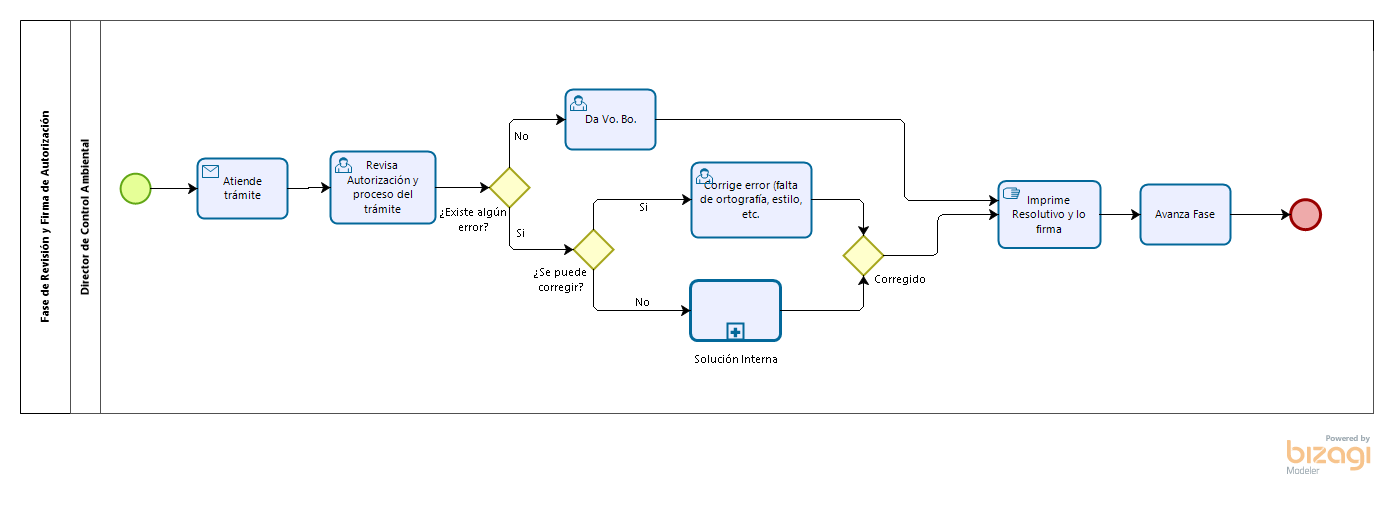 Fase de Revisión y Firma de Autorización
Director de Control Ambiental
Atiende
trámite
Revisa
Autorización y
proceso del
trámite
¿Existe algún
error?
No
Si
Da Vo. Bo.
¿Se puede
corregir?
Si
No
Corrige error (falta
de ortografía, estilo,
etc.
Solución Interna
Corregido
Imprime
Resolutivo y lo
firma
Avanza Fase
Powered by
bizagi
Modeler